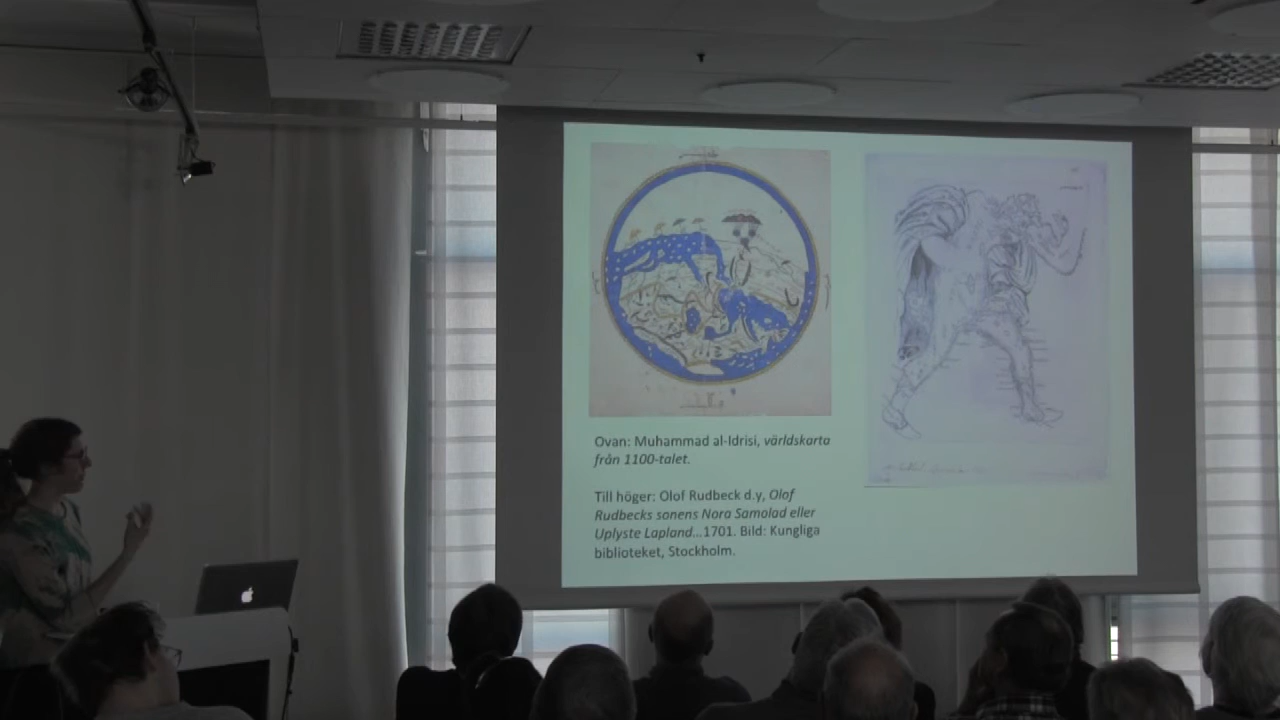 Ovan: Muhammad al-Idrisi, världskarta
från 1100-talet.
Till höger: Olof Rudbeck d.y, Olof
Rudbecks sonens Nora Samolad eller
Uplyste Lapland...1701. Bild: Kungliga
biblioteket, Stockholm.